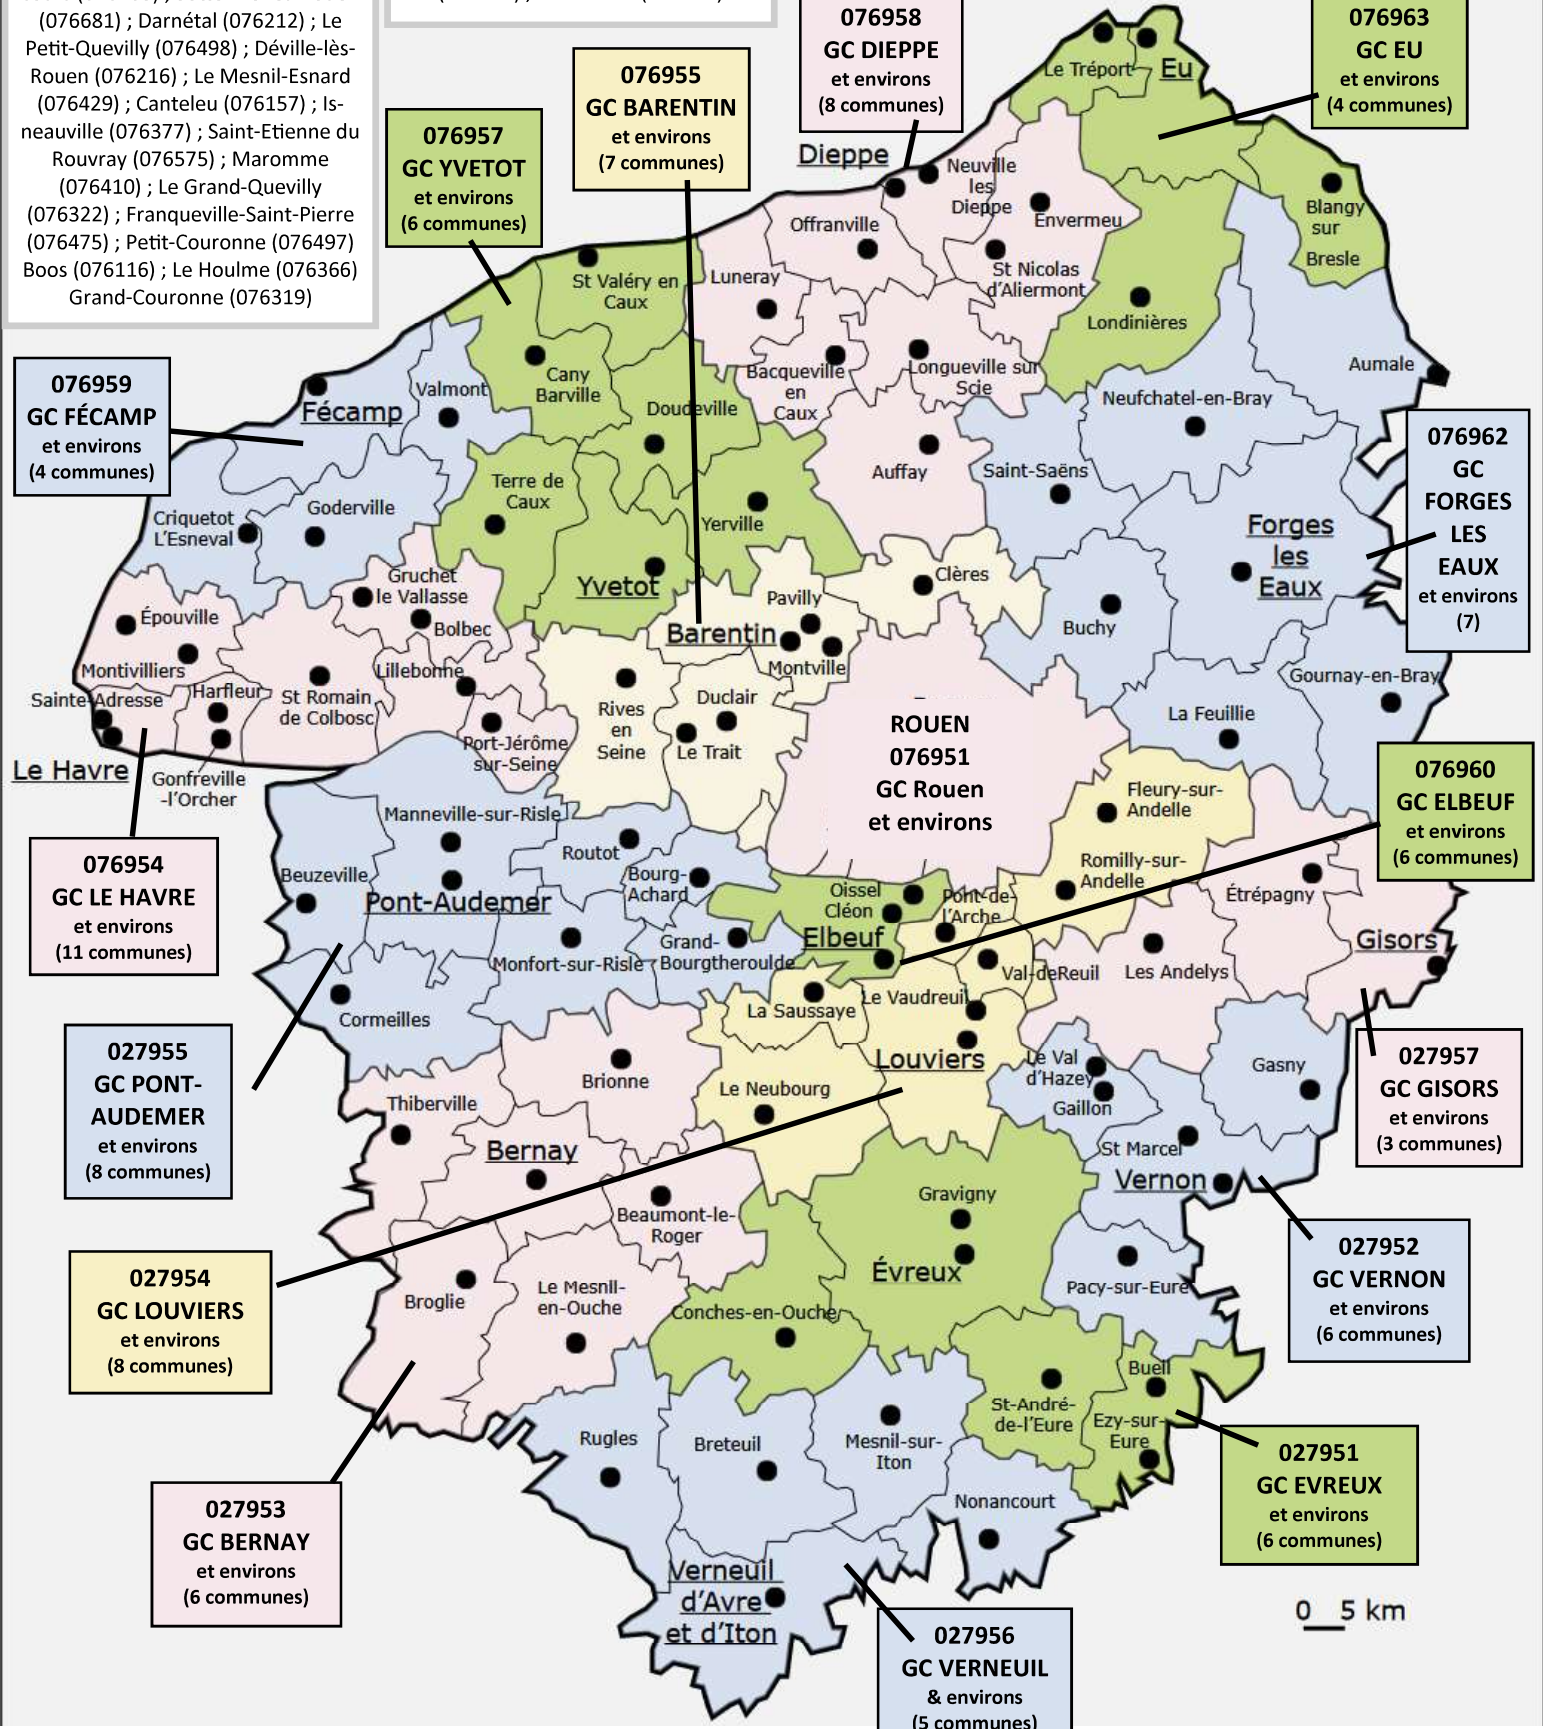 (076681) ; Darnétal (076212) ; Le
Petit-Quevilly (076498) ; Déville-lès-
Rouen (076216) ; Le Mesnil-Esnard
(076429) ; Canteleu (076157) ; Is-
neauville (076377) ; Saint-Etienne du
Rouvray (076575) ; Maromme
(076410) ; Le Grand-Quevilly
(076322) ; Franqueville-Saint-Pierre
(076475) ; Petit-Couronne (076497)
Boos (076116) ; Le Houlme (076366)
Grand-Couronne (076319)
076957
GC YVETOT
et environs
(6 communes)
076955
GC BARENTIN
et environs
(7 communes)
076958
GC DIEPPE
et environs
(8 communes)
076963
GC EU
et environs
(4 communes)
Le Tréport
Eu
Dieppe
Neuville
les
Dieppe
Envermeu
Offranville
St Nicolas
d'Aliermont
Blangy
sur
Bresle
St Valéry en
Caux
Luneray
Londinières
076959
GC FÉCAMP
et environs
(4 communes)
Fécamp
Valmont
Cany
Barville
Doudeville
Bacqueville
en
Caux
Longueville sur
Scie
Neufchatel-en-Bray
Aumale
076962
GC
FORGES
LES
EAUX
et environs
(7)
Criquetot
L'Esneval
Goderville
Terre de
Caux
Yerville
Auffay
Saint-Saëns
Forges
les
Eaux
Gruchet
le Vallasse
Yvetot
Clères
Pavilly
Épouville
Bolbec
Barentin
Buchy
Montivilliers
Lillebonne
Montville
Gournay-en-Bray
Sainte-Adresse
Harfleur
St Romain
de Colbosc
Rives
en
Seine
Duclair
Le Trait
La Feuillie
Port-Jérôme
sur-Seine
Le Havre
Gonfreville
-l'Orcher
ROUEN
076951
GC Rouen
et environs
076960
GC ELBEUF
et environs
(6 communes)
076954
GC LE HAVRE
et environs
(11 communes)
Manneville-sur-Risle
Fleury-sur-
Andelle
Routot
Beuzeville
Bourg-
Achard
Romilly-sur-
Andelle
Pont-Audemer
Oissel
Cléon
Pont-de-
l'Arche
Étrépagny
Elbeuf
Gisors
Monfort-sur-Risle
Grand-
Bourgtheroulde
Val-deReuil
Les Andelys
Cormeilles
La Saussaye
Le Vaudreuil
027955
GC PONT-
AUDEMER
et environs
(8 communes)
Brionne
Louviers
Le Val
d'Hazey
Gaillon
Gasny
027957
GC GISORS
et environs
(3 communes)
Thiberville
Le Neubourg
Bernay
St Marcel
Vernon
Beaumont-le-
Roger
Gravigny
027954
GC LOUVIERS
et environs
(8 communes)
Évreux
Pacy-sur-Eure
027952
GC VERNON
et environs
(6 communes)
Broglie
Le Mesnil-
en-Ouche
Conches-en-Ouche
Bueil
St-André-
de-l'Eure
Ezy-sur-
Eure
Rugles
Breteuil
Mesnil-sur-
Iton
027951
GC EVREUX
et environs
(6 communes)
027953
GC BERNAY
et environs
(6 communes)
Nonancourt
Verneuil
d'Avre
et d'Iton
027956
GC VERNEUIL
& environs
(5 communes)
0 5 km